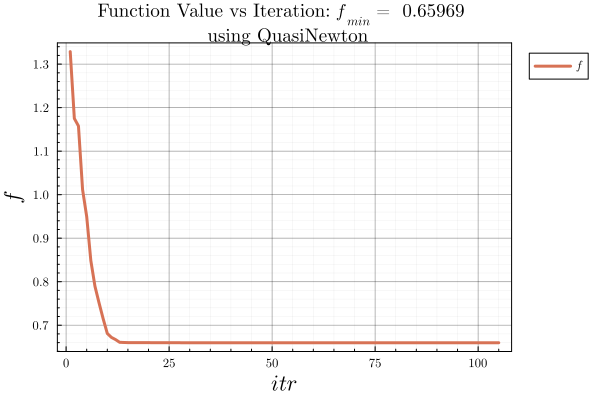 Function Value vs Iteration: f_min = 0.65969
using QuasiNewton
f
1.3
1.2
1.1
1.0
0.9
0.8
0.7
f
0
25
50
75
100
itr